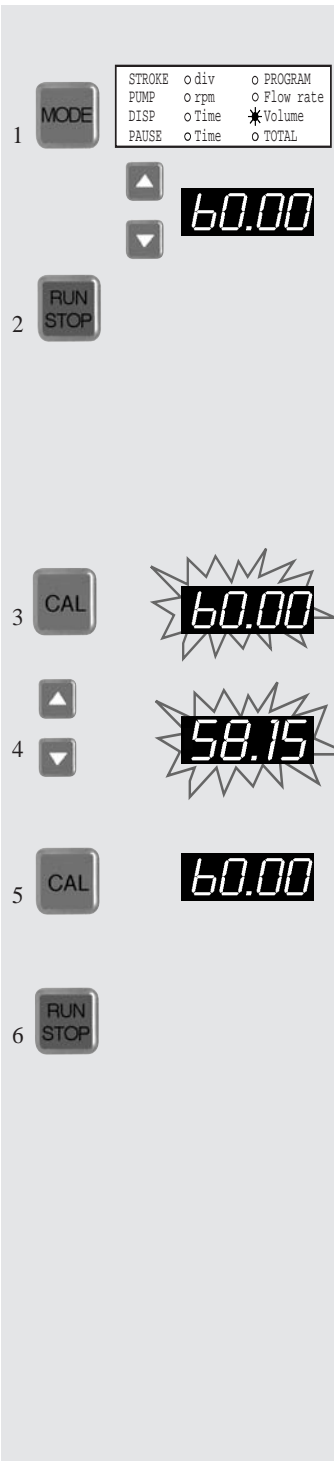 1 MODE
STROKE o div o PROGRAM
PUMP o rpm o Flow rate
DISP o Time ☀ Volume
PAUSE o Time o TOTAL
60.00
2 RUN
STOP
3 CAL 60.00
4 58.15
5 CAL 60.00
6 RUN
STOP